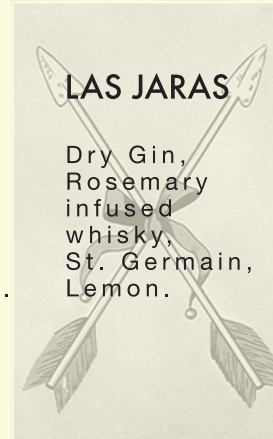 LAS JARAS
Dry Gin,
Rosemary
infused
whisky,
St. Germain,
Lemon.
.